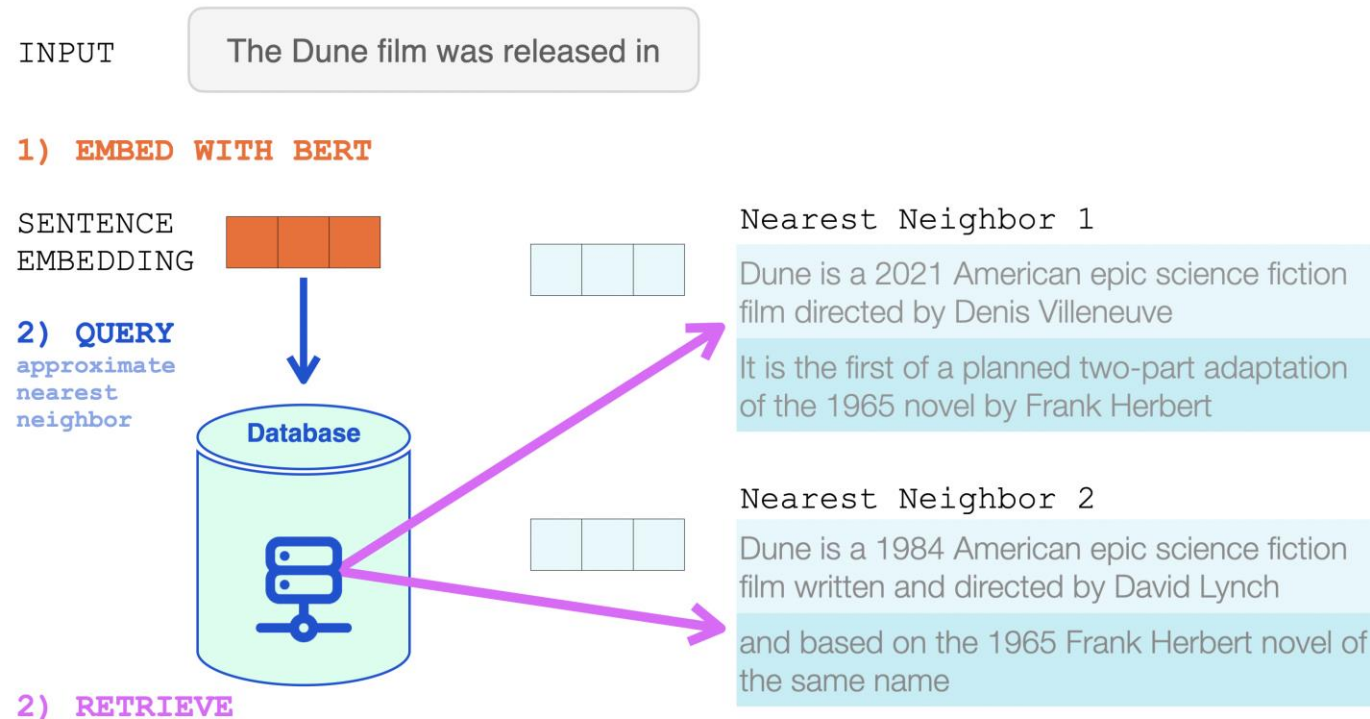 INPUT
The Dune film was released in
1) EMBED WITH BERT
SENTENCE
EMBEDDING
2) QUERY
approximate
nearest
neighbor
Database
2) RETRIEVE
Nearest Neighbor 1
Dune is a 2021 American epic science fiction
film directed by Denis Villeneuve
It is the first of a planned two-part adaptation
of the 1965 novel by Frank Herbert
Nearest Neighbor 2
Dune is a 1984 American epic science fiction
film written and directed by David Lynch
and based on the 1965 Frank Herbert novel of
the same name